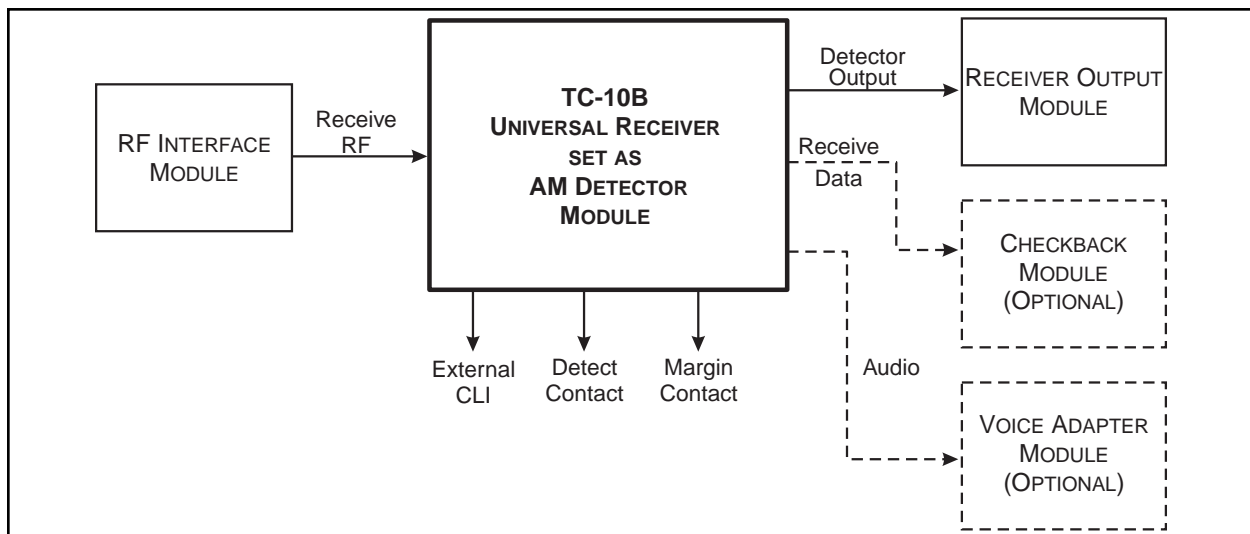 RF INTERFACE
MODULE
Receive
RF
TC-10B
UNIVERSAL RECEIVER
SET AS
AM DETECTOR
MODULE
Detector
Output
RECEIVER OUTPUT
MODULE
Receive
Data
CHECKBACK
MODULE
(OPTIONAL)
Audio
VOICE ADAPTER
MODULE
(OPTIONAL)
External
CLI
Detect
Contact
Margin
Contact